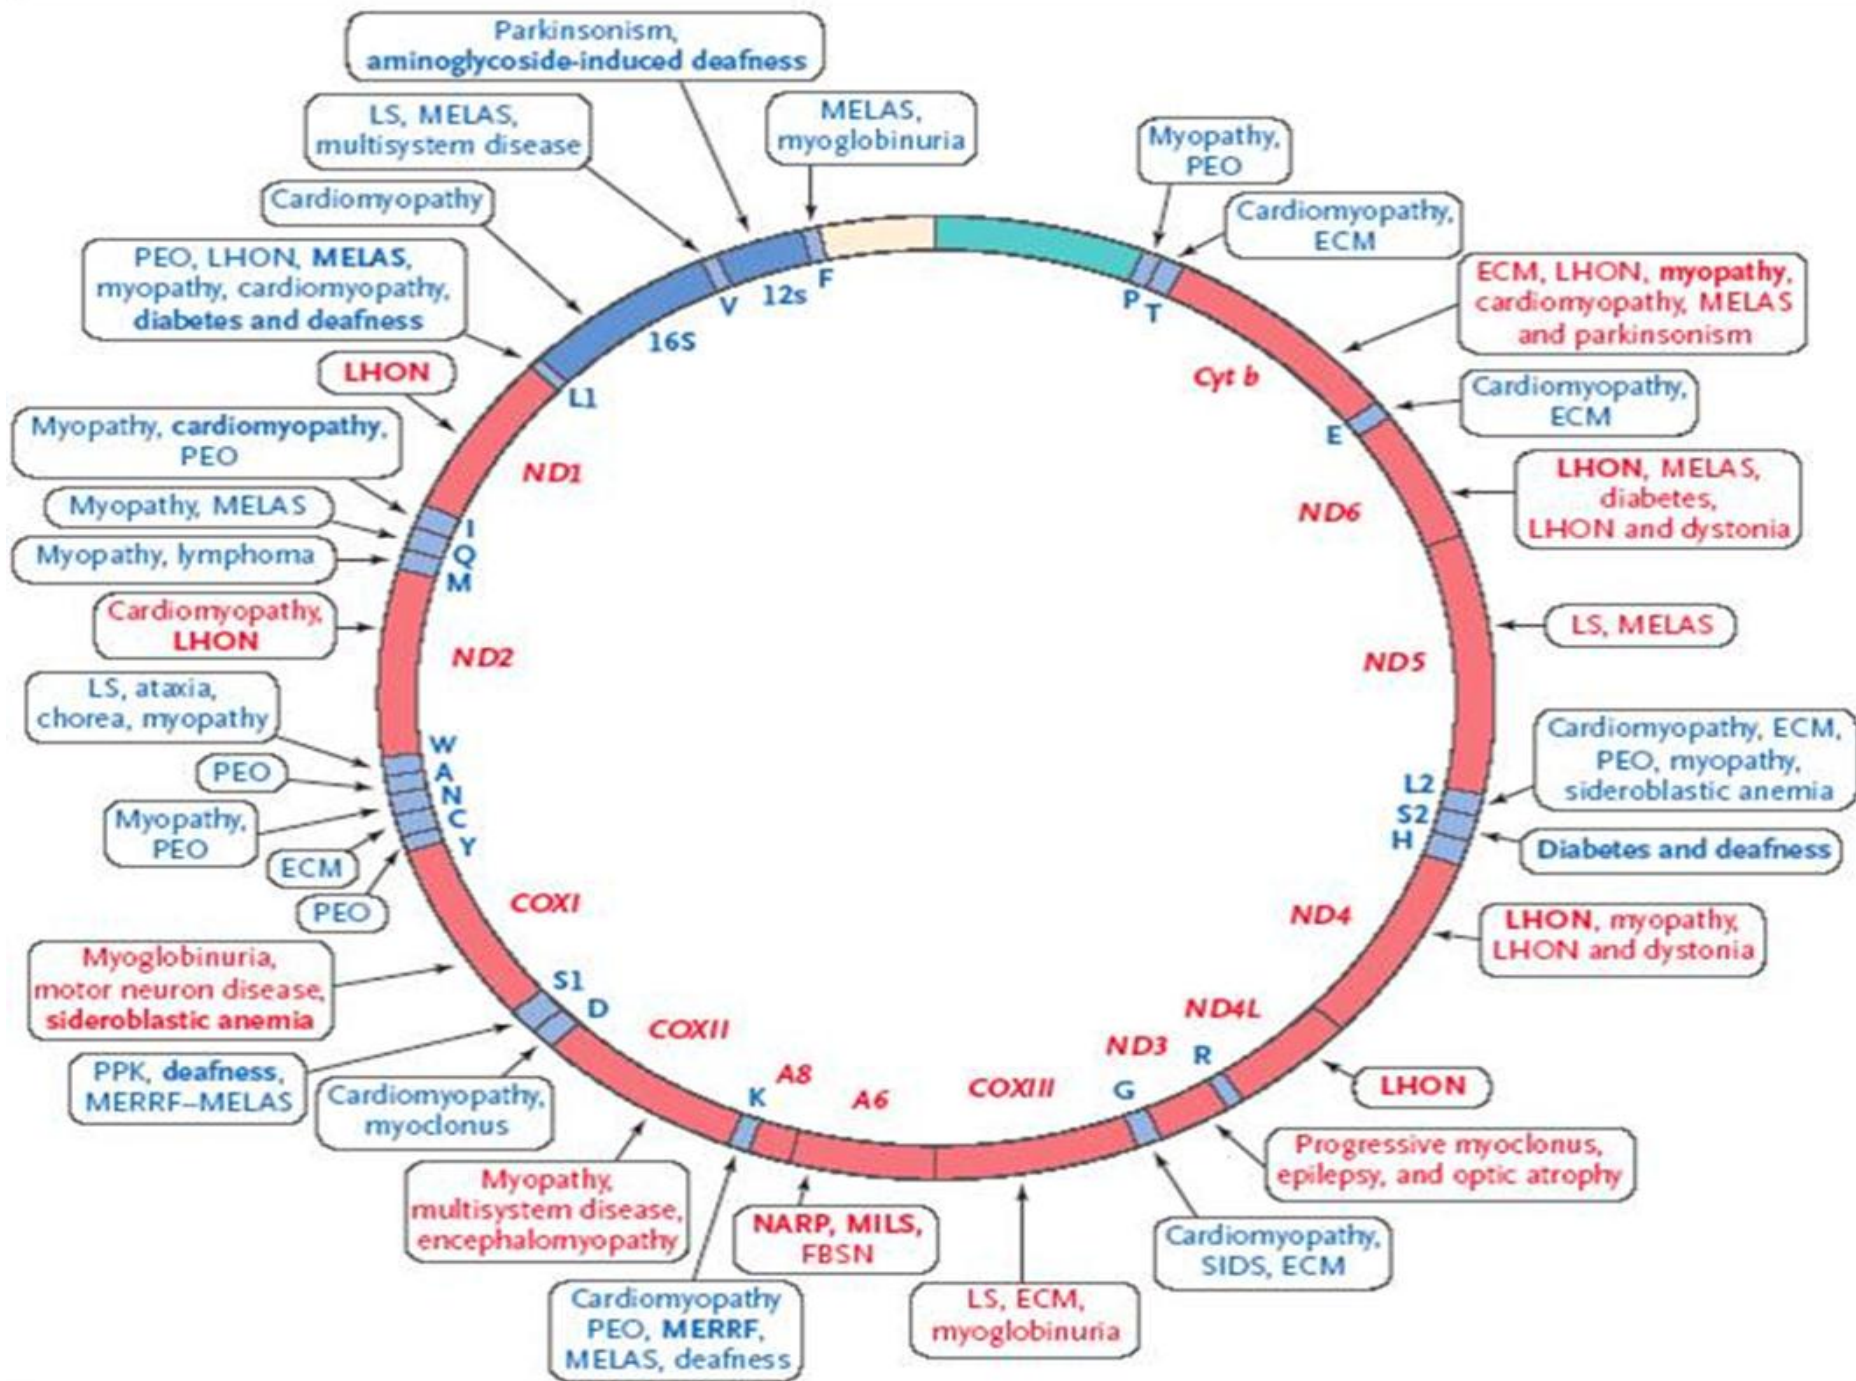 Parkinsonism,
aminoglycoside-induced deafness
LS, MELAS,
multisystem disease
MELAS,
myoglobinuria
Myopathy,
PEO
Cardiomyopathy
Cardiomyopathy,
ECM
PEO, LHON, MELAS,
myopathy, cardiomyopathy,
diabetes and deafness
ECM, LHON, myopathy,
cardiomyopathy, MELAS
and parkinsonism
F
12s
V
16S
L1
P
T
Cyt b
LHON
Cardiomyopathy,
ECM
E
Myopathy, cardiomyopathy,
PEO
ND1
LHON, MELAS,
diabetes,
LHON and dystonia
ND6
Myopathy, MELAS
I
Q
M
Myopathy, lymphoma
Cardiomyopathy,
LHON
ND2
LS, MELAS
ND5
LS, ataxia,
chorea, myopathy
W
A
N
C
Y
PEO
Myopathy,
PEO
ECM
PEO
Cardiomyopathy, ECM,
PEO, myopathy,
sideroblastic anemia
L2
S2
H
Diabetes and deafness
COXI
ND4
LHON, myopathy,
LHON and dystonia
Myoglobinuria,
motor neuron disease,
sideroblastic anemia
S1
D
COXII
ND4L
ND3
R
G
COXIII
A8
A6
K
PPK, deafness,
MERRF–MELAS
Cardiomyopathy,
myoclonus
LHON
Progressive myoclonus,
epilepsy, and optic atrophy
Myopathy,
multisystem disease,
encephalomyopathy
NARP, MILS,
FBSN
Cardiomyopathy,
SIDS, ECM
Cardiomyopathy
PEO, MERRF,
MELAS, deafness
LS, ECM,
myoglobinuria